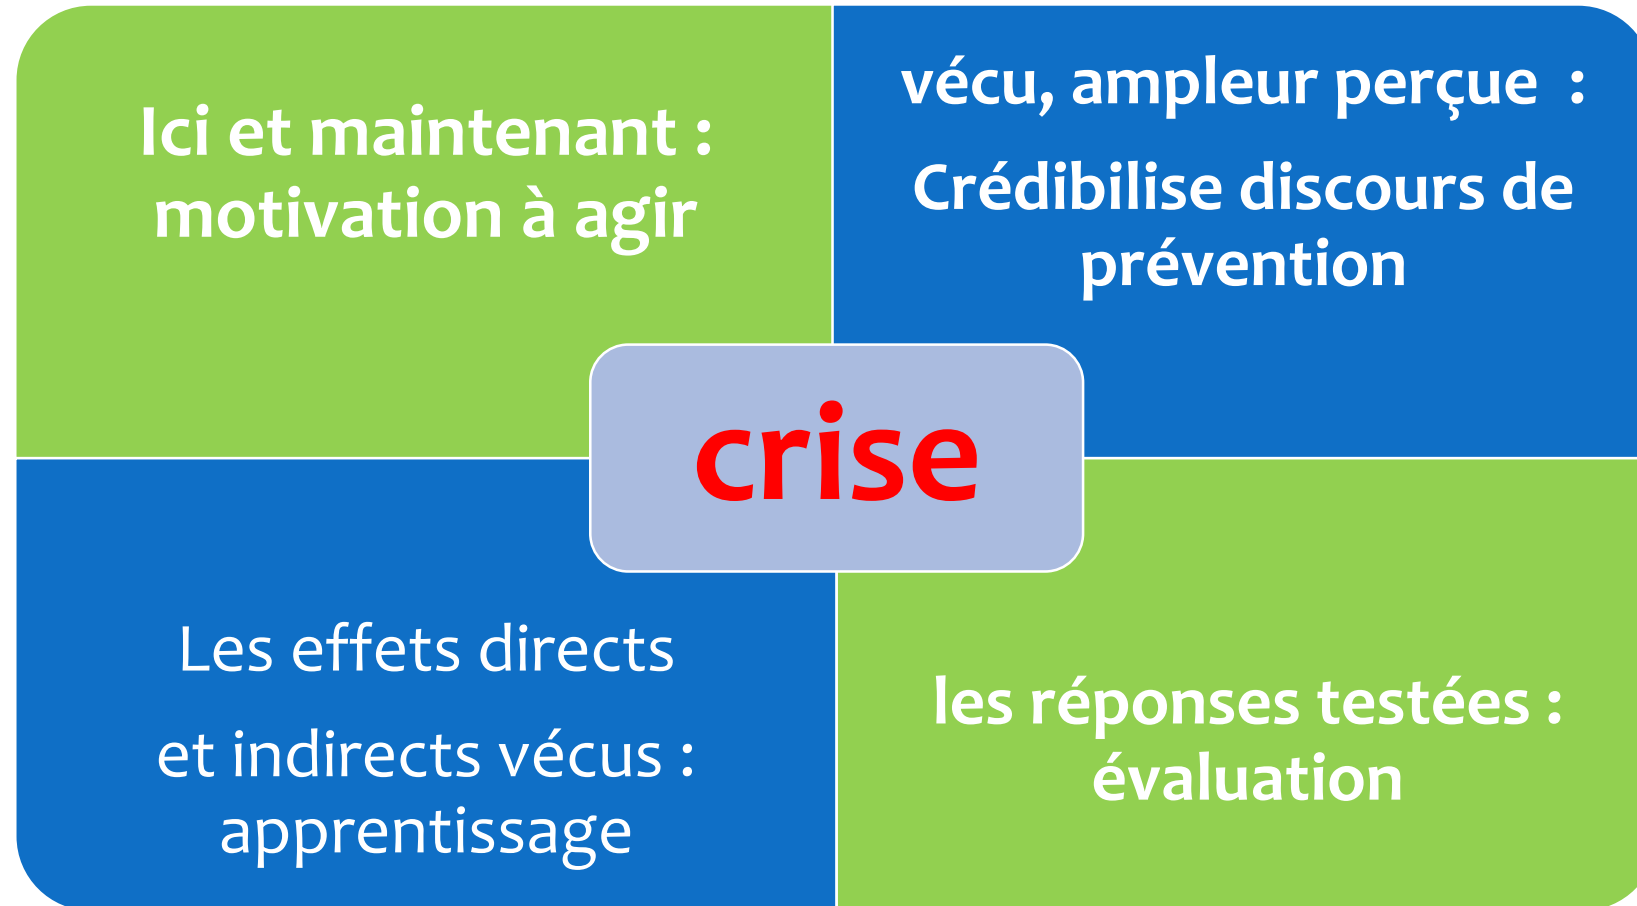 Ici et maintenant :
motivation à agir
vécu, ampleur perçue :
Crédibilise discours de
prévention
crise
Les effets directs
et indirects vécus :
apprentissage
les réponses testées :
évaluation